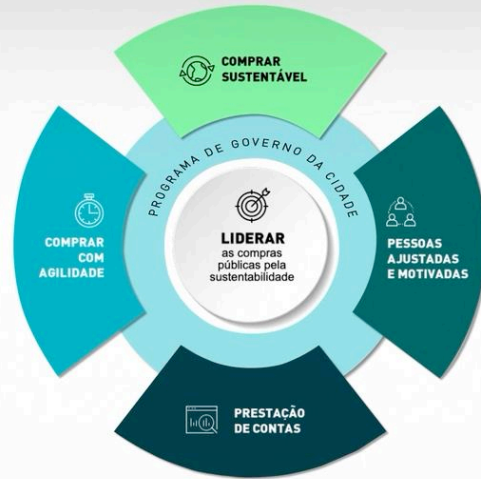 COMPRAR
SUSTENTÁVEL
PROGRAMA DE GOVERNO DA CIDADE
COMPRAR
COM
AGILIDADE
LIDERAR
as compras
públicas pela
sustentabilidade
PESSOAS
AJUSTADAS
E MOTIVADAS
PRESTAÇÃO
DE CONTAS